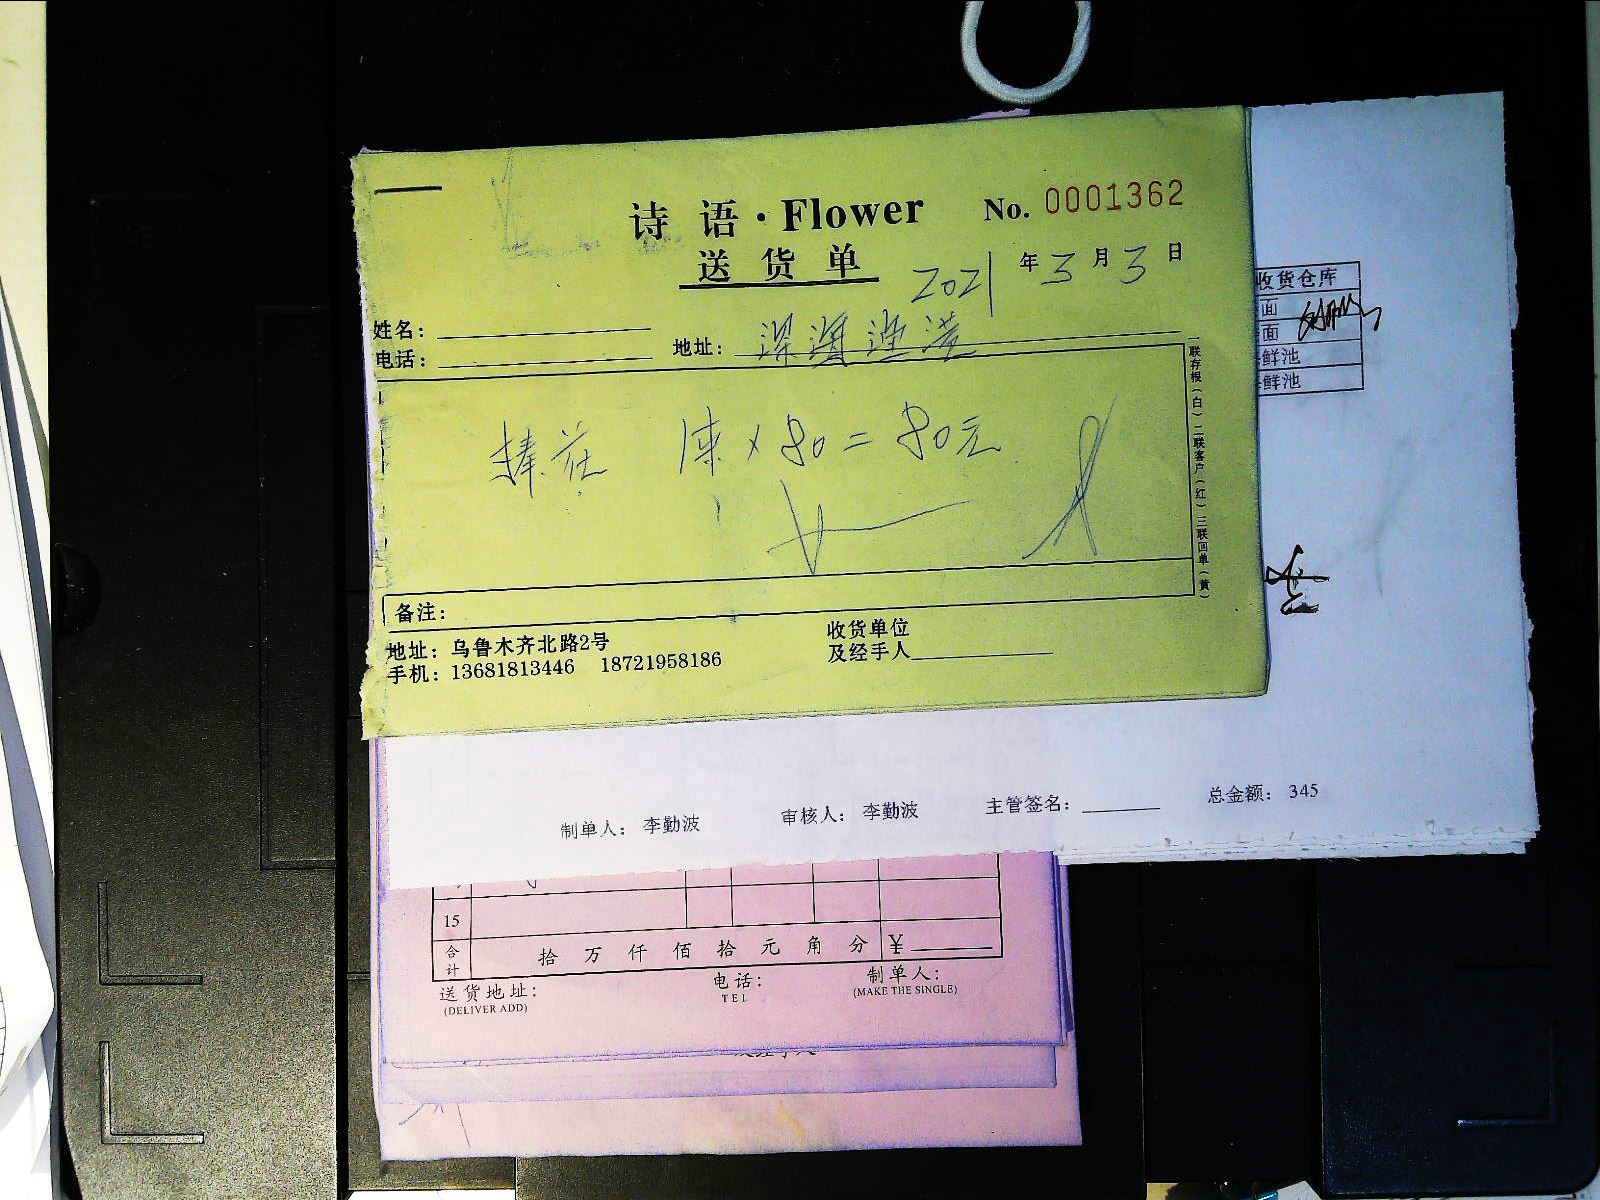 诗语·Flower No. 0001362
送货单
2021年3月3日
姓名:
电话:
地址:
捧花 1束×80=80元
一联存根(白)二联客户(红)三联回单(黄)
备注:
地址: 乌鲁木齐北路2号
手机: 13681813446 18721958186
收货单位
及经手人
收货仓库
面
面
鲜池
鲜池
制单人: 李勤波 审核人: 李勤波 主管签名: 总金额: 345
15
合计 拾 万 仟 佰 拾 元 角 分 ¥
送货地址:
(DELIVER ADD)
电话:
TEL
制单人:
(MAKE THE SINGLE)